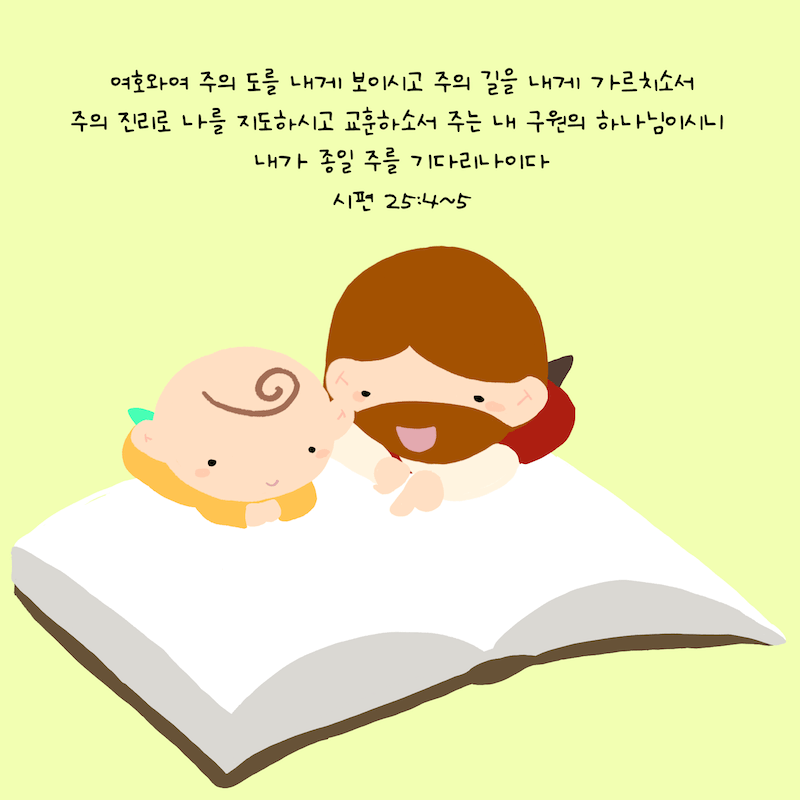 여호와여 주의 도를 내게 보이시고 주의 길을 내게 가르치소서
주의 진리로 나를 지도하시고 교훈하소서 주는 내 구원의 하나님이시니
내가 종일 주를 기다리나이다
시편 25:4~5